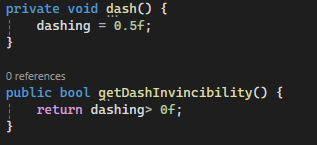 private void dash() {
    dashing = 0.5f;
}
0 references
public bool getDashInvincibility() {
    return dashing> 0f;
}